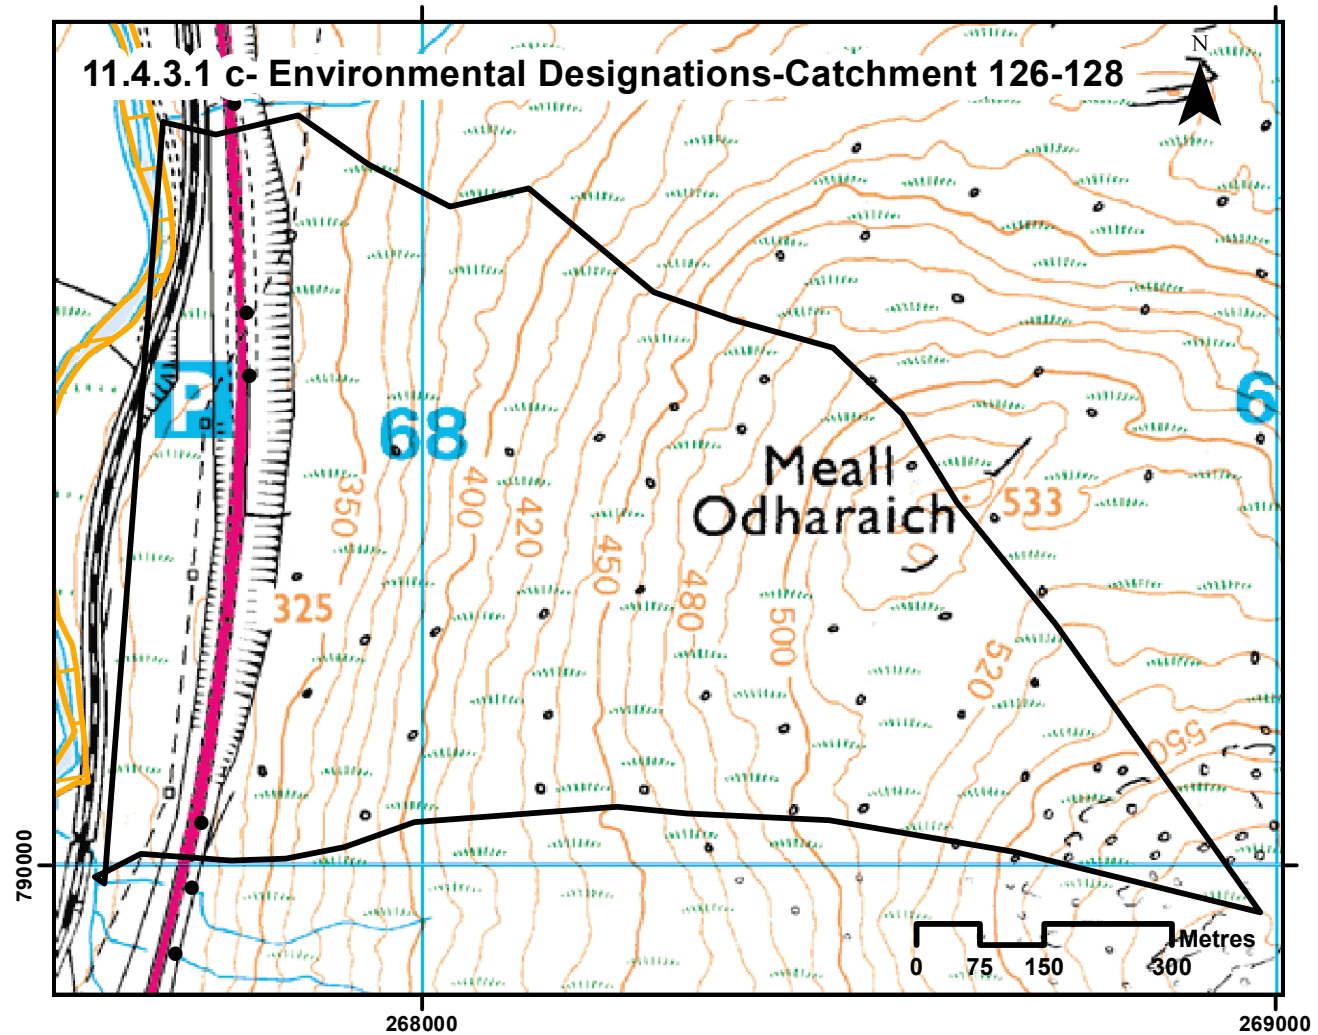 11.4.3.1 c- Environmental Designations-Catchment 126-128
N
P
68
6
Meall
Odharaich
533
350
400
420
450
480
500
325
520
550
790000
Metres
0 75 150 300
268000 269000